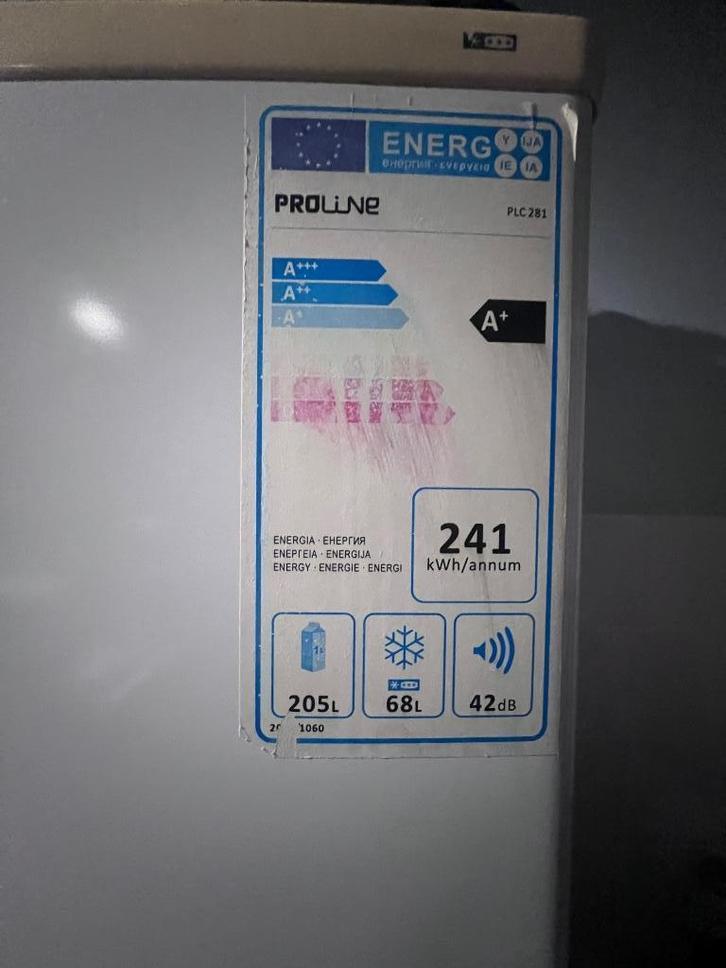 ENERG Y IJA
енергия · ενεργεια IE IA
PROLINE
PLC 281
A+++
A++
A+
A+
ENERGIA · ЕНЕРГИЯ
ΕΝΕΡΓΕΙΑ · ENERGIJA
ENERGY · ENERGIE · ENERGI
241
kWh/annum
205L
68L
42dB
/1060